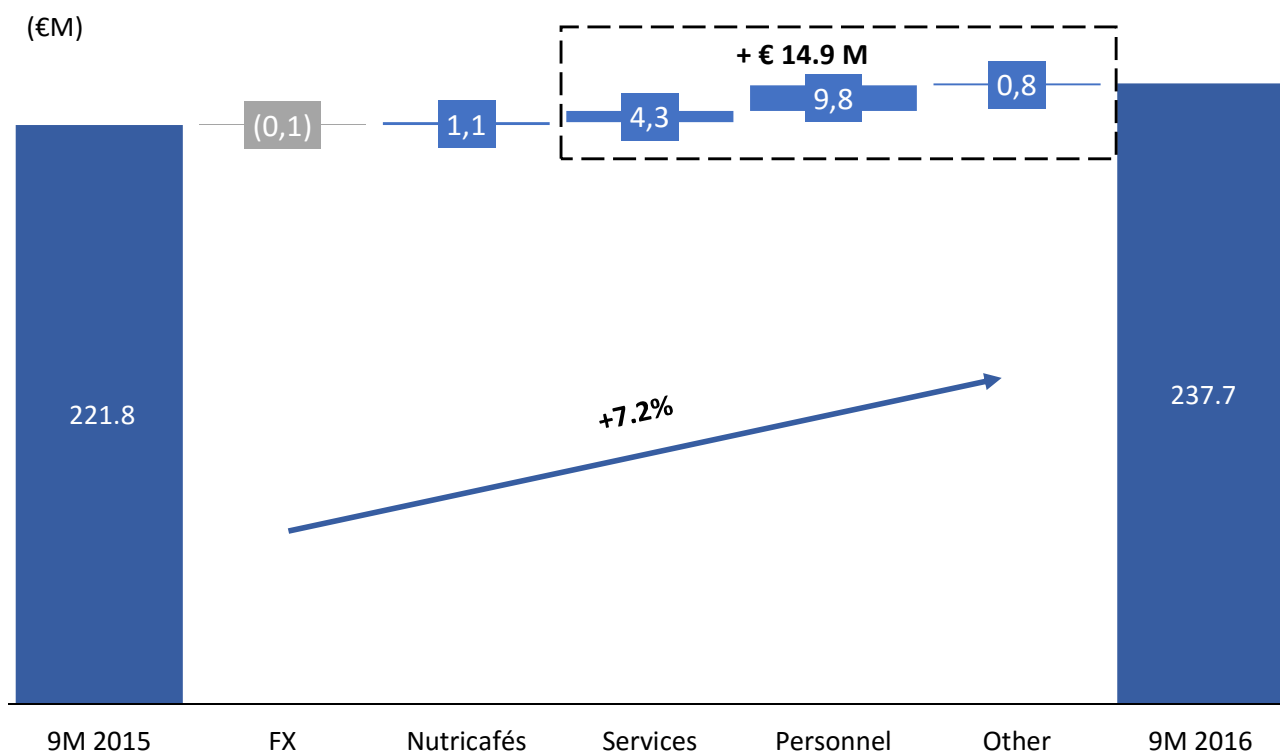 (€M)
+ € 14.9 M
(0,1)
1,1
4,3
9,8
0,8
221.8
+7.2%
237.7
9M 2015
FX
Nutricafés
Services
Personnel
Other
9M 2016